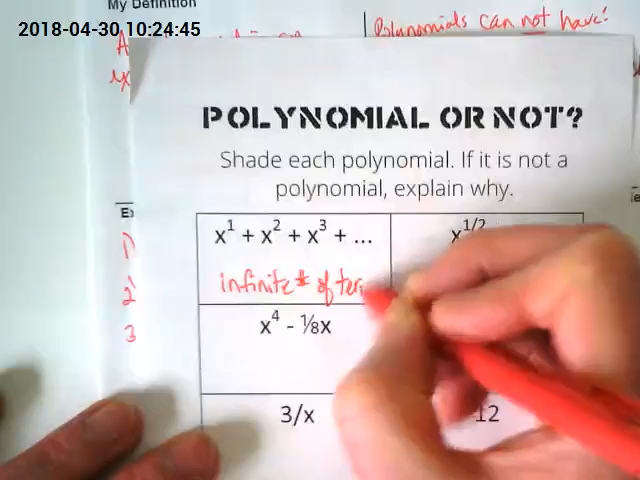 My Definition
2018-04-30 10:24:45
Polynomials can not have:
POLYNOMIAL OR NOT?
Shade each polynomial. If it is not a
polynomial, explain why.
x¹ + x² + x³ + ...
x^1/2
infinite # of ter
1)
2)
3
x⁴ - ⅛x
3/x
12